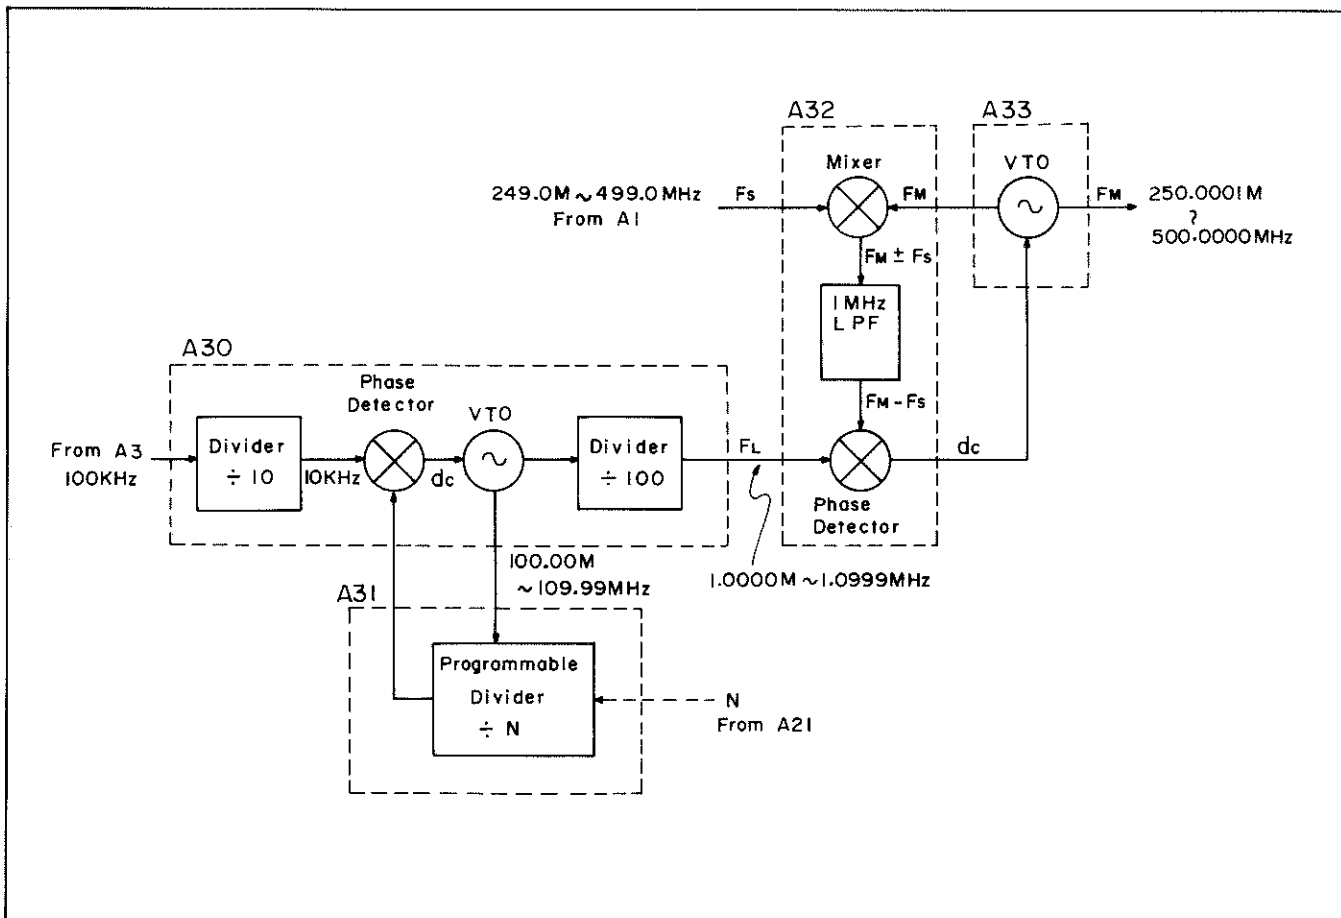 A32
A33
Mixer
VTO
249.0M ~ 499.0MHz
From A1
Fs
FM
FM
250.0001M
~
500.0000MHz
FM ± Fs
1MHz
LPF
FM - Fs
A30
Phase
Detector
VTO
From A3
100KHz
Divider
÷ 10
10KHz
dc
Divider
÷ 100
FL
dc
Phase
Detector
100.00M
~ 109.99MHz
1.0000M ~ 1.0999MHz
A31
Programmable
Divider
÷ N
N
From A21